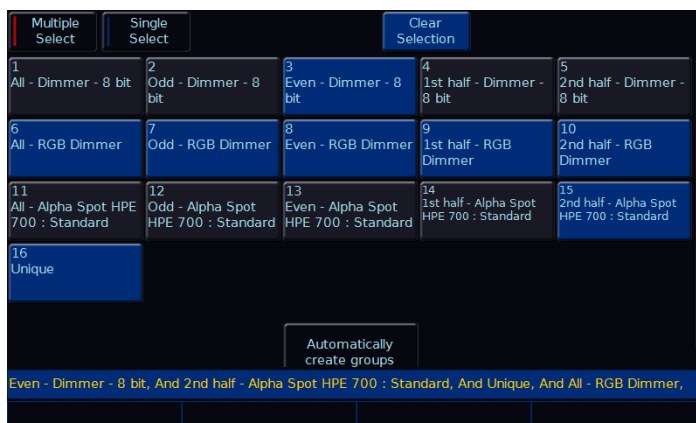 Multiple
Select
Single
Select
Clear
Selection
1
All - Dimmer - 8 bit
2
Odd - Dimmer - 8
bit
3
Even - Dimmer - 8
bit
4
1st half - Dimmer -
8 bit
5
2nd half - Dimmer -
8 bit
6
All - RGB Dimmer
7
Odd - RGB Dimmer
8
Even - RGB Dimmer
9
1st half - RGB
Dimmer
10
2nd half - RGB
Dimmer
11
All - Alpha Spot HPE
700 : Standard
12
Odd - Alpha Spot
HPE 700 : Standard
13
Even - Alpha Spot
HPE 700 : Standard
14
1st half - Alpha Spot
HPE 700 : Standard
15
2nd half - Alpha Spot
HPE 700 : Standard
16
Unique
Automatically
create groups
Even - Dimmer - 8 bit, And 2nd half - Alpha Spot HPE 700 : Standard, And Unique, And All - RGB Dimmer,